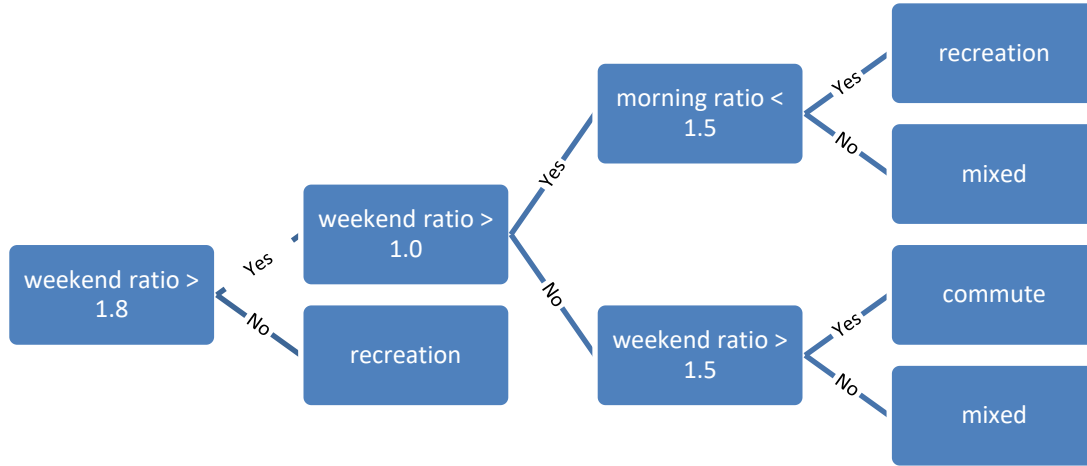 weekend ratio >
1.8
Yes
No
weekend ratio >
1.0
recreation
Yes
No
morning ratio <
1.5
weekend ratio >
1.5
Yes
No
Yes
No
recreation
mixed
commute
mixed